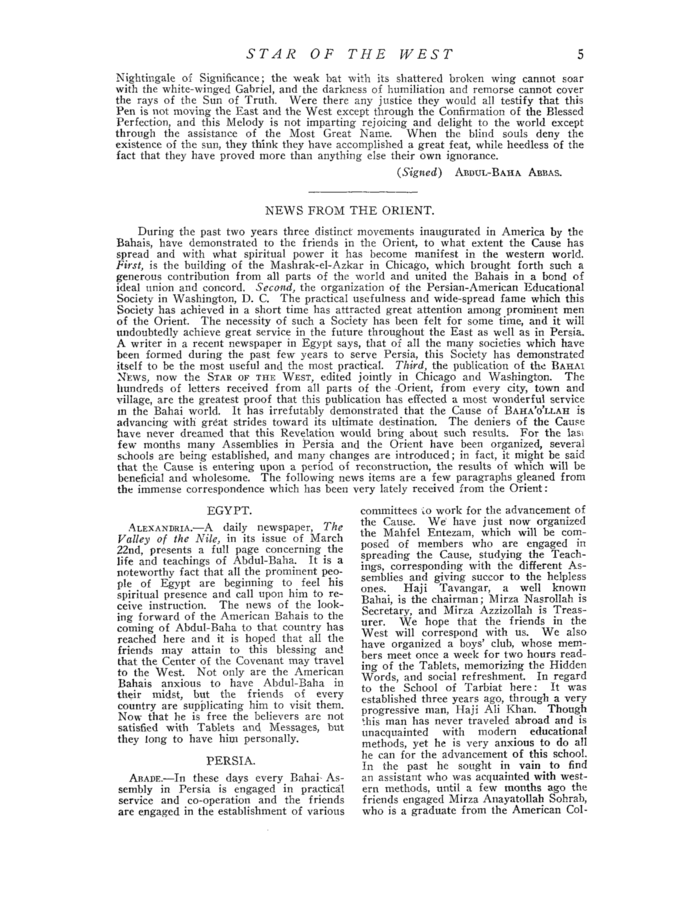 STAR OF THE WEST 5
Nightingale of Significance; the weak bat with its shattered broken wing cannot soar
with the white-winged Gabriel, and the darkness of humiliation and remorse cannot cover
the rays of the Sun of Truth. Were there any justice they would all testify that this
Pen is not moving the East and the West except through the Confirmation of the Blessed
Perfection, and this Melody is not imparting rejoicing and delight to the world except
through the assistance of the Most Great Name. When the blind souls deny the
existence of the sun, they think they have accomplished a great feat, while heedless of the
fact that they have proved more than anything else their own ignorance.
(Signed) ABDUL-BAHA ABBAS.
NEWS FROM THE ORIENT.
During the past two years three distinct movements inaugurated in America by the
Bahais, have demonstrated to the friends in the Orient, to what extent the Cause has
spread and with what spiritual power it has become manifest in the western world.
First, is the building of the Mashrak-el-Azkar in Chicago, which brought forth such a
generous contribution from all parts of the world and united the Bahais in a bond of
ideal union and concord. Second, the organization of the Persian-American Educational
Society in Washington, D. C. The practical usefulness and wide-spread fame which this
Society has achieved in a short time has attracted great attention among prominent men
of the Orient. The necessity of such a Society has been felt for some time, and it will
undoubtedly achieve great service in the future throughout the East as well as in Persia.
A writer in a recent newspaper in Egypt says, that of all the many societies which have
been formed during the past few years to serve Persia, this Society has demonstrated
itself to be the most useful and the most practical. Third, the publication of the BAHAI
NEWS, now the STAR OF THE WEST, edited jointly in Chicago and Washington. The
hundreds of letters received from all parts of the Orient, from every city, town and
village, are the greatest proof that this publication has effected a most wonderful service
in the Bahai world. It has irrefutably demonstrated that the Cause of BAHA'O'LLAH is
advancing with great strides toward its ultimate destination. The deniers of the Cause
have never dreamed that this Revelation would bring about such results. For the last
few months many Assemblies in Persia and the Orient have been organized, several
schools are being established, and many changes are introduced; in fact, it might be said
that the Cause is entering upon a period of reconstruction, the results of which will be
beneficial and wholesome. The following news items are a few paragraphs gleaned from
the immense correspondence which has been very lately received from the Orient:
EGYPT.
ALEXANDRIA.—A daily newspaper, The
Valley of the Nile, in its issue of March
22nd, presents a full page concerning the
life and teachings of Abdul-Baha. It is a
noteworthy fact that all the prominent peo-
ple of Egypt are beginning to feel his
spiritual presence and call upon him to re-
ceive instruction. The news of the look-
ing forward of the American Bahais to the
coming of Abdul-Baha to that country has
reached here and it is hoped that all the
friends may attain to this blessing and
that the Center of the Covenant may travel
to the West. Not only are the American
Bahais anxious to have Abdul-Baha in
their midst, but the friends of every
country are supplicating him to visit them.
Now that he is free the believers are not
satisfied with Tablets and Messages, but
they long to have him personally.
PERSIA.
ABADE.—In these days every Bahai As-
sembly in Persia is engaged in practical
service and co-operation and the friends
are engaged in the establishment of various
committees to work for the advancement of
the Cause. We have just now organized
the Mahfel Entezam, which will be com-
posed of members who are engaged in
spreading the Cause, studying the Teach-
ings, corresponding with the different As-
semblies and giving succor to the helpless
ones. Haji Tavangar, a well known
Bahai, is the chairman; Mirza Nasrollah is
Secretary, and Mirza Azzizollah is Treas-
urer. We hope that the friends in the
West will correspond with us. We also
have organized a boys' club, whose mem-
bers meet once a week for two hours read-
ing of the Tablets, memorizing the Hidden
Words, and social refreshment. In regard
to the School of Tarbiat here: It was
established three years ago, through a very
progressive man, Haji Ali Khan. Though
this man has never traveled abroad and is
unacquainted with modern educational
methods, yet he is very anxious to do all
he can for the advancement of this school.
In the past he sought in vain to find
an assistant who was acquainted with west-
ern methods, until a few months ago the
friends engaged Mirza Anayatollah Sohrab,
who is a graduate from the American Col-